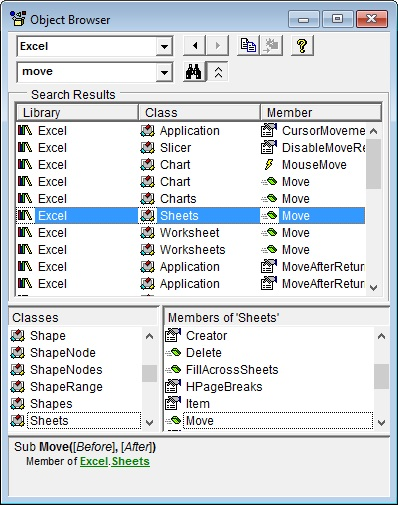 Object Browser
Excel
move
Search Results
Library Class Member
Excel Application CursorMoveme
Excel Slicer DisableMoveRe
Excel Chart MouseMove
Excel Chart Move
Excel Charts Move
Excel Sheets Move
Excel Worksheet Move
Excel Worksheets Move
Excel Application MoveAfterRetur
Excel Application MoveAfterRetur
Classes
Shape
ShapeNode
ShapeNodes
ShapeRange
Shapes
Sheets
Members of 'Sheets'
Creator
Delete
FillAcrossSheets
HPageBreaks
Item
Move
Sub Move([Before], [After])
Member of Excel.Sheets